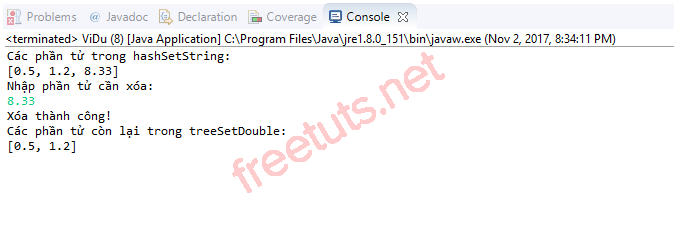 Problems @ Javadoc Declaration Coverage Console
<terminated> ViDu (8) [Java Application] C:\Program Files\Java\jre1.8.0_151\bin\javaw.exe (Nov 2, 2017, 8:34:11 PM)
Các phần tử trong hashSetString:
[0.5, 1.2, 8.33]
Nhập phần tử cần xóa:
8.33
Xóa thành công!
Các phần tử còn lại trong treeSetDouble:
[0.5, 1.2]
freetuts.net